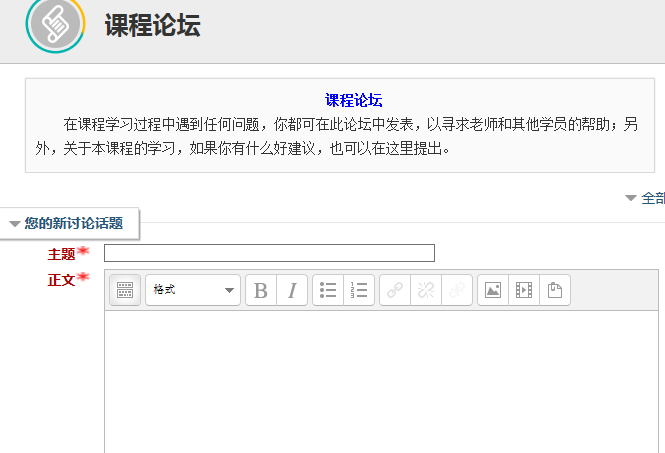 课程论坛
课程论坛
在课程学习过程中遇到任何问题，你都可在此论坛中发表，以寻求老师和其他学员的帮助；另
外，关于本课程的学习，如果你有什么好建议，也可以在这里提出。
全部
您的新讨论话题
主题*
正文*
格式
B I